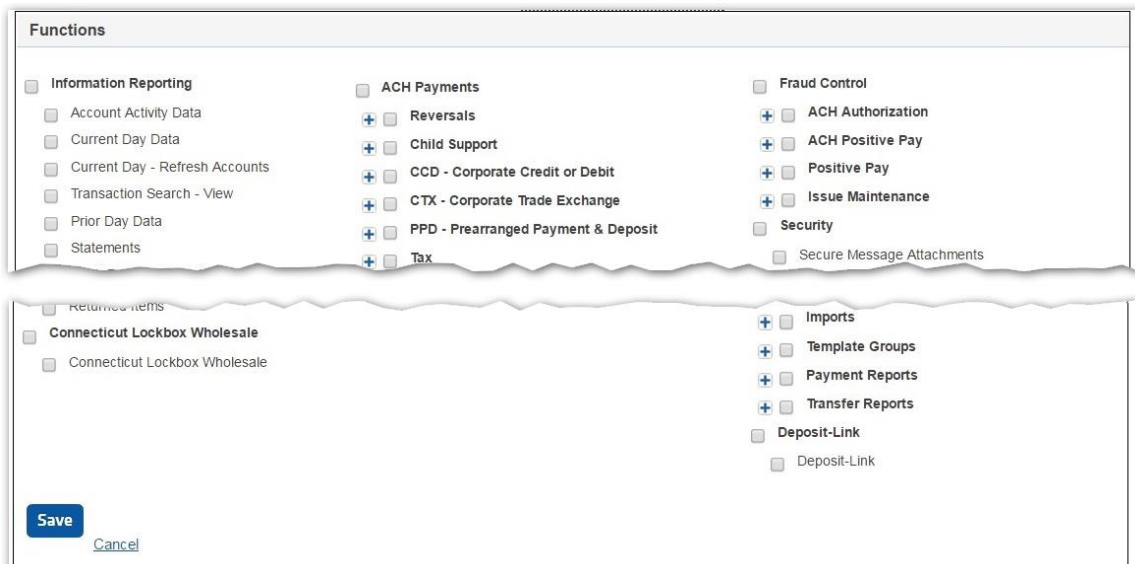 Functions
Information Reporting
Account Activity Data
Current Day Data
Current Day - Refresh Accounts
Transaction Search - View
Prior Day Data
Statements
ACH Payments
Reversals
Child Support
CCD - Corporate Credit or Debit
CTX - Corporate Trade Exchange
PPD - Prearranged Payment & Deposit
Tax
Fraud Control
ACH Authorization
ACH Positive Pay
Positive Pay
Issue Maintenance
Security
Secure Message Attachments
Returned Items
Connecticut Lockbox Wholesale
Connecticut Lockbox Wholesale
Imports
Template Groups
Payment Reports
Transfer Reports
Deposit-Link
Deposit-Link
Save
Cancel